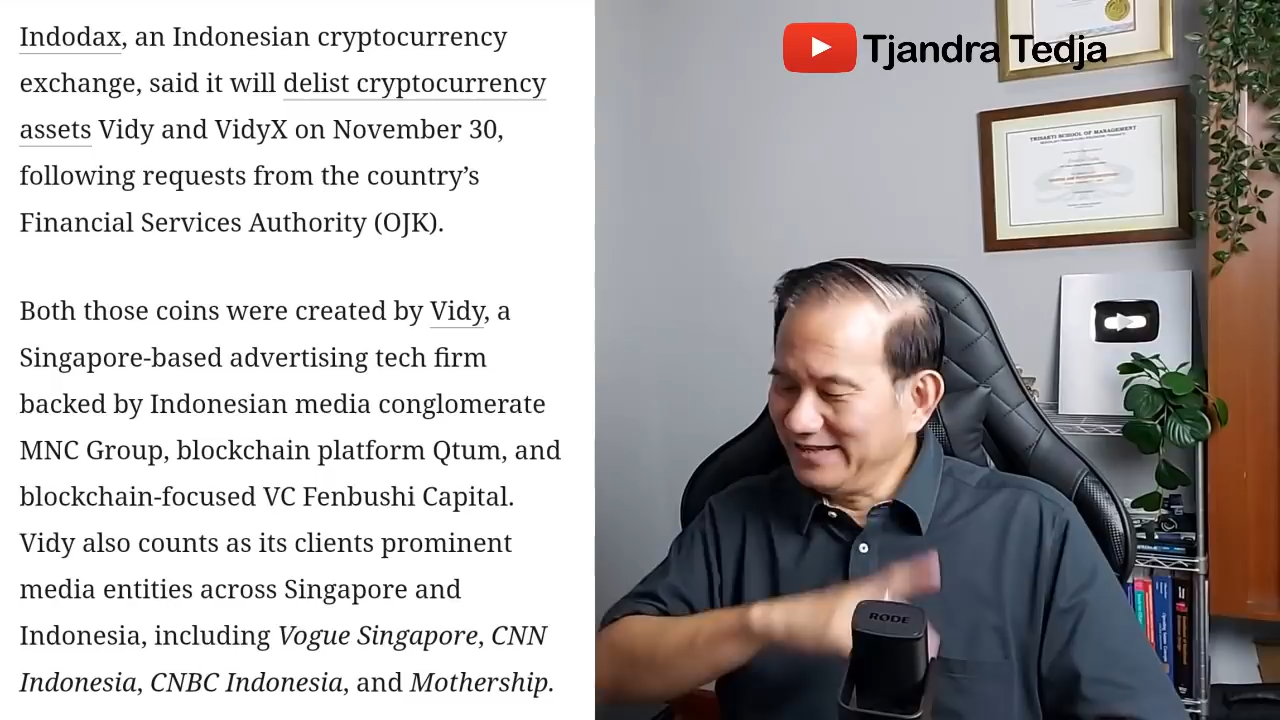 Indodax, an Indonesian cryptocurrency
exchange, said it will delist cryptocurrency
assets Vidy and VidyX on November 30,
following requests from the country’s
Financial Services Authority (OJK).
Both those coins were created by Vidy, a
Singapore-based advertising tech firm
backed by Indonesian media conglomerate
MNC Group, blockchain platform Qtum, and
blockchain-focused VC Fenbushi Capital.
Vidy also counts as its clients prominent
media entities across Singapore and
Indonesia, including Vogue Singapore, CNN
Indonesia, CNBC Indonesia, and Mothership.
Tjandra Tedja
TRISAKTI SCHOOL OF MANAGEMENT
RØDE